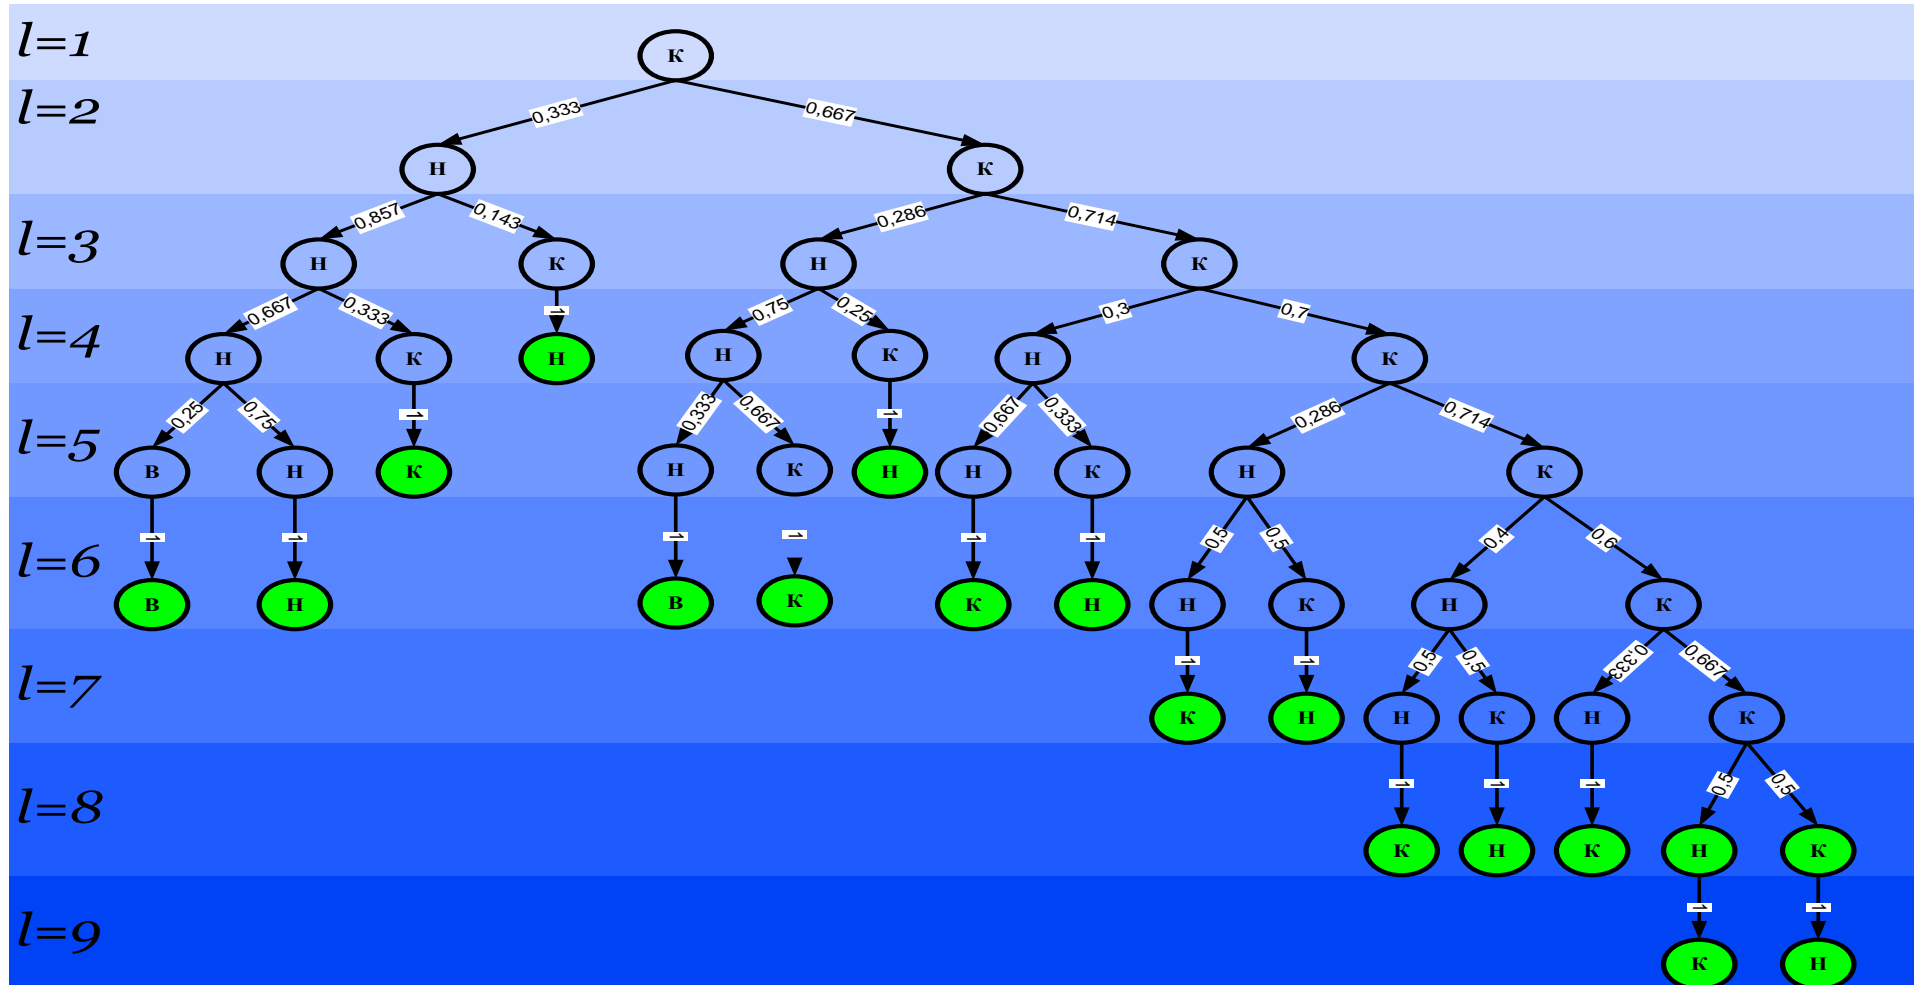 l=1
к
l=2
0,333 0,667
н к
l=3
0,857 0,143 0,286 0,714
н к н к
l=4
0,667 0,333 1 0,75 0,25 0,3 0,7
н к н н к н к
l=5
0,25 0,75 1 0,333 0,667 1 0,667 0,333 0,286 0,714
в н к н к н н к н к
l=6
1 1 1 1 1 1 0,5 0,5 0,4 0,6
в н в к к н н к н к
l=7
1 1 0,5 0,5 0,333 0,667
к н н к н к
l=8
1 1 1 0,5 0,5
к н к н к
l=9
1 1
к н